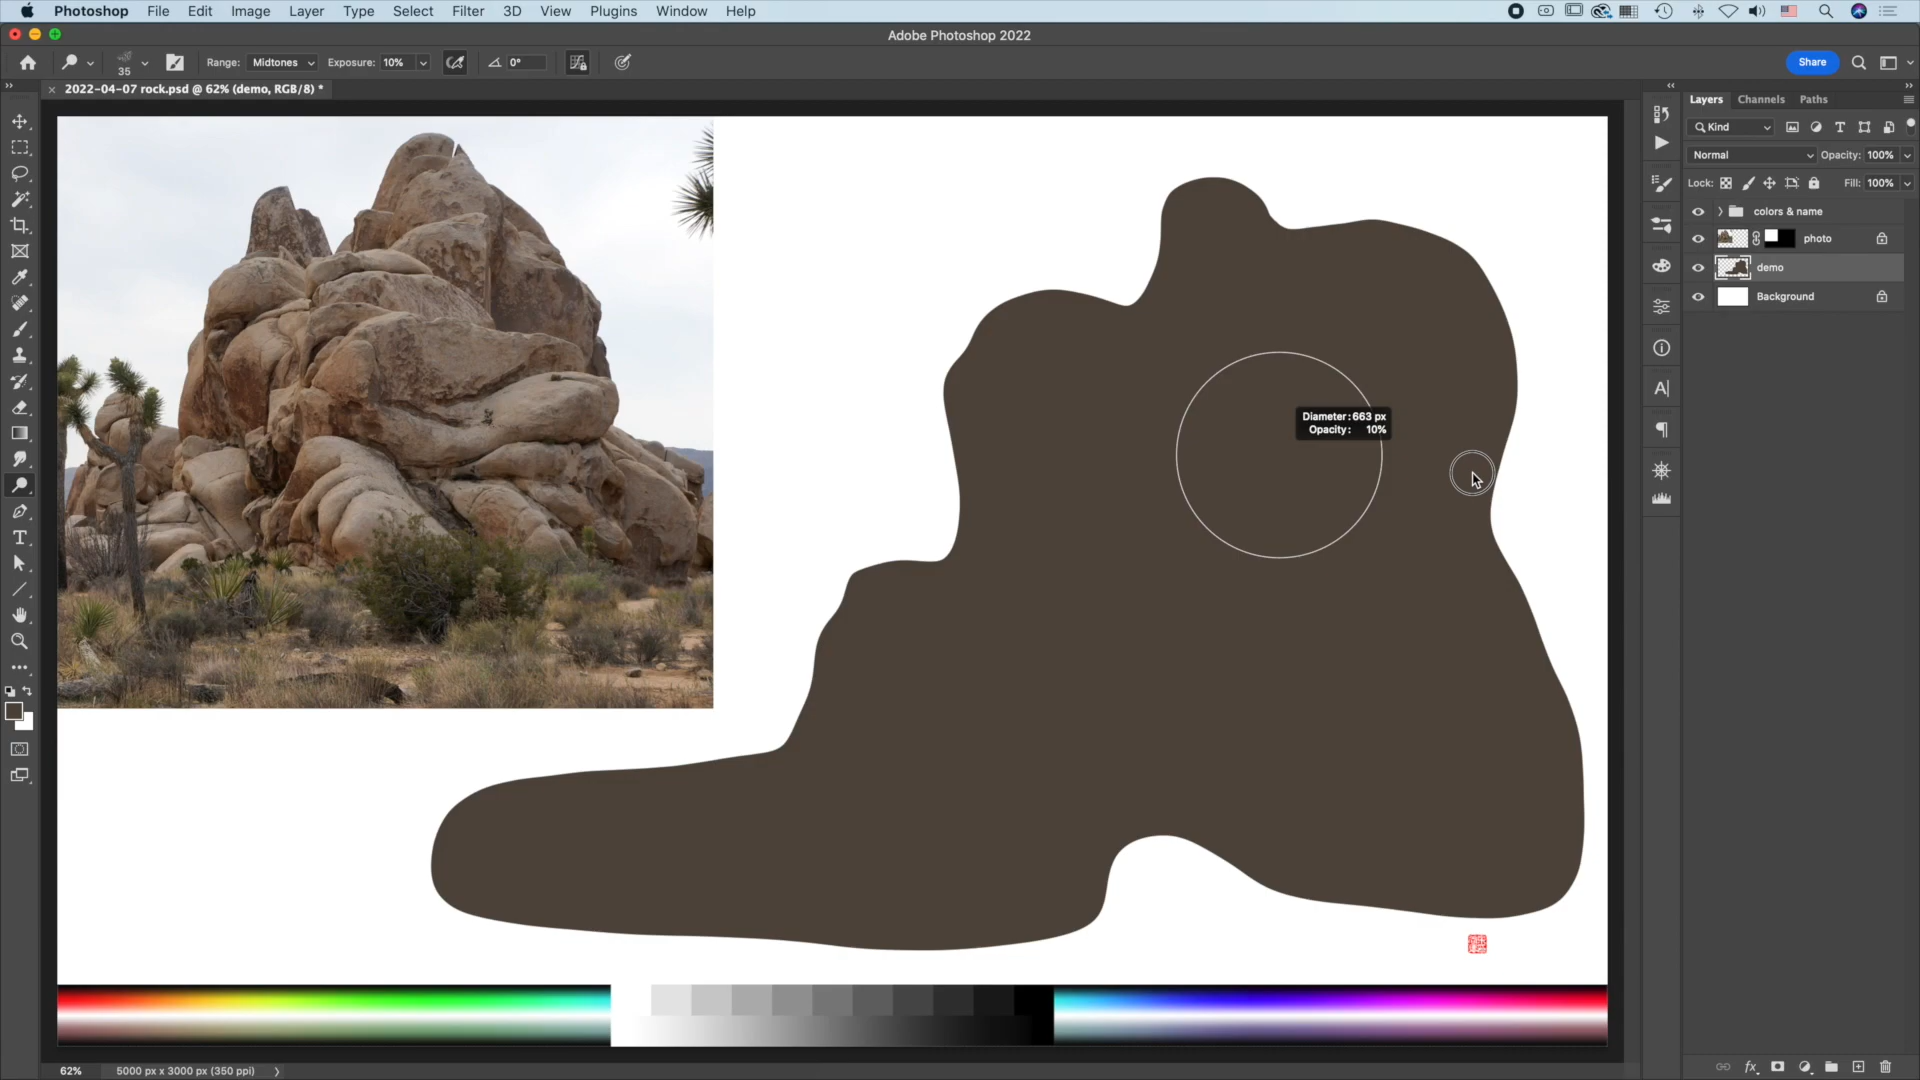 Photoshop File Edit Image Layer Type Select Filter 3D View Plugins Window Help
Adobe Photoshop 2022
35 Range: Midtones Exposure: 10% 0° Share
2022-04-07 rock.psd @ 62% (demo, RGB/8) *
Layers Channels Paths
Kind
Normal Opacity: 100%
Lock: Fill: 100%
colors & name
photo
demo
Background
Diameter: 663 px
Opacity: 10%
62% 5000 px x 3000 px (350 ppi)